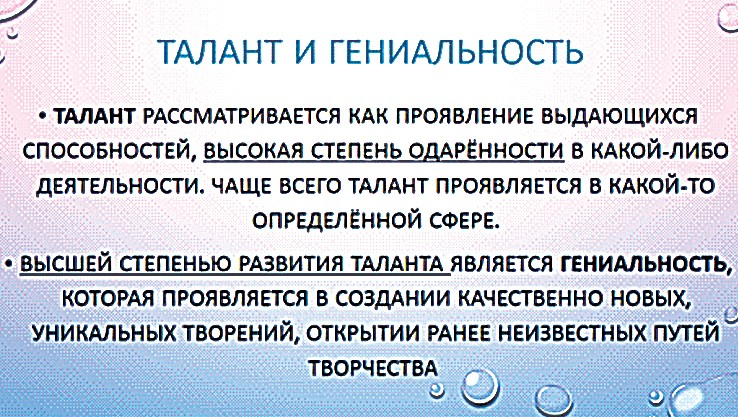 ТАЛАНТ И ГЕНИАЛЬНОСТЬ
• ТАЛАНТ РАССМАТРИВАЕТСЯ КАК ПРОЯВЛЕНИЕ ВЫДАЮЩИХСЯ
СПОСОБНОСТЕЙ, ВЫСОКАЯ СТЕПЕНЬ ОДАРЁННОСТИ В КАКОЙ-ЛИБО
ДЕЯТЕЛЬНОСТИ. ЧАЩЕ ВСЕГО ТАЛАНТ ПРОЯВЛЯЕТСЯ В КАКОЙ-ТО
ОПРЕДЕЛЁННОЙ СФЕРЕ.
• ВЫСШЕЙ СТЕПЕНЬЮ РАЗВИТИЯ ТАЛАНТА ЯВЛЯЕТСЯ ГЕНИАЛЬНОСТЬ,
КОТОРАЯ ПРОЯВЛЯЕТСЯ В СОЗДАНИИ КАЧЕСТВЕННО НОВЫХ,
УНИКАЛЬНЫХ ТВОРЕНИЙ, ОТКРЫТИИ РАНЕЕ НЕИЗВЕСТНЫХ ПУТЕЙ
ТВОРЧЕСТВА